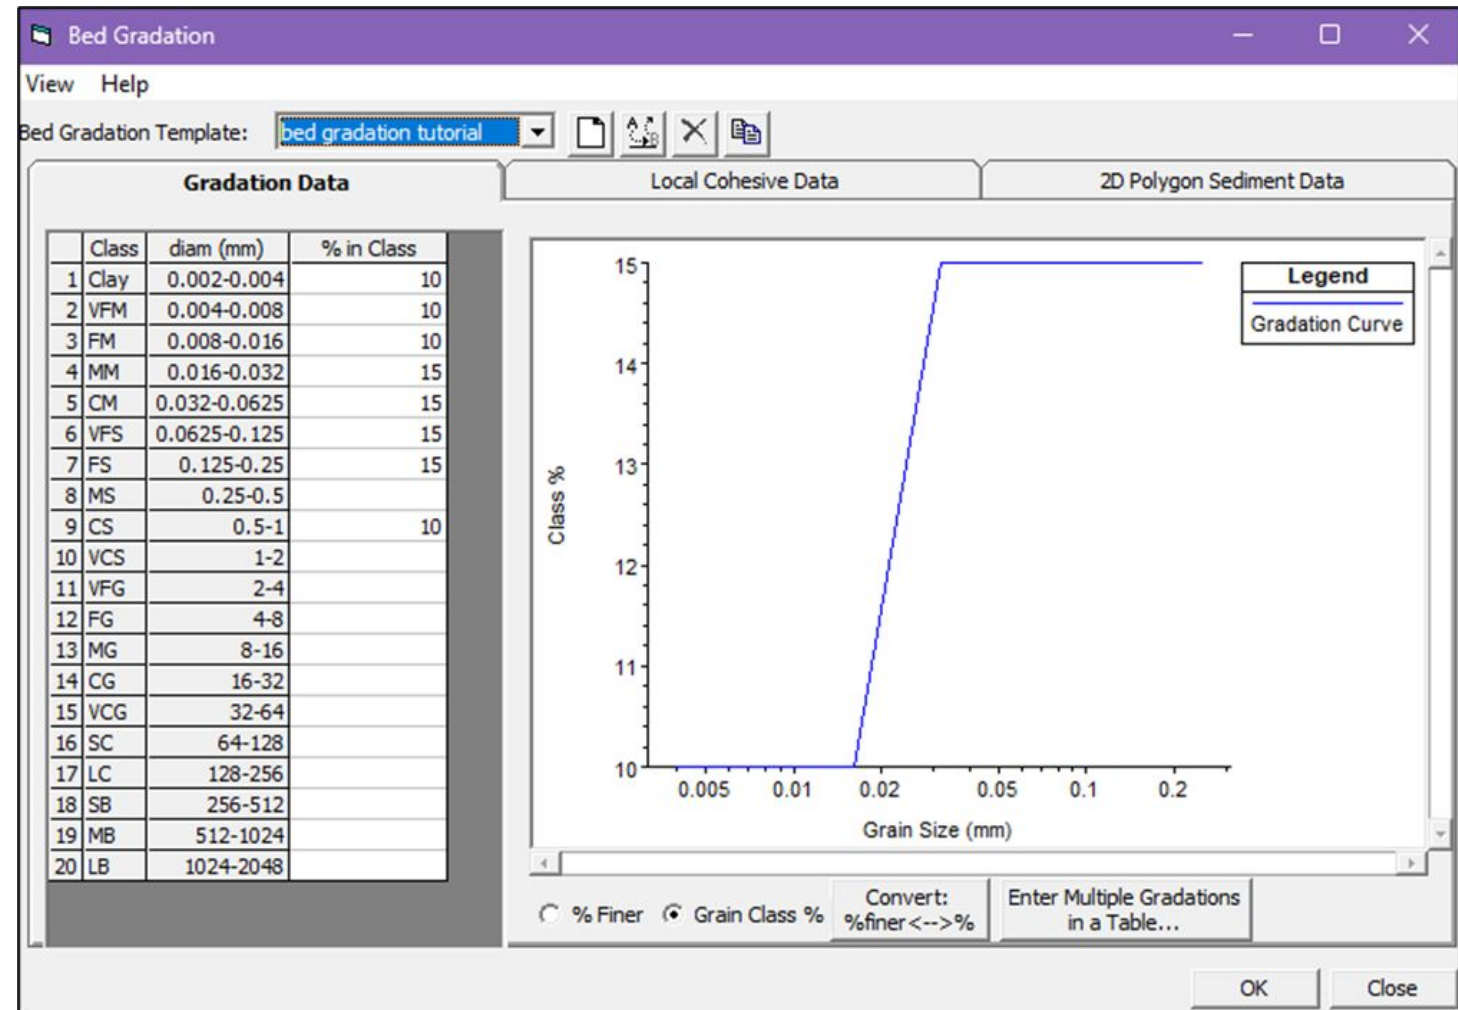 Bed Gradation
View Help
Bed Gradation Template: bed gradation tutorial
Gradation Data Local Cohesive Data 2D Polygon Sediment Data
Class diam (mm) % in Class
1 Clay 0.002-0.004 10
2 VFM 0.004-0.008 10
3 FM 0.008-0.016 10
4 MM 0.016-0.032 15
5 CM 0.032-0.0625 15
6 VFS 0.0625-0.125 15
7 FS 0.125-0.25 15
8 MS 0.25-0.5
9 CS 0.5-1 10
10 VCS 1-2
11 VFG 2-4
12 FG 4-8
13 MG 8-16
14 CG 16-32
15 VCG 32-64
16 SC 64-128
17 LC 128-256
18 SB 256-512
19 MB 512-1024
20 LB 1024-2048
15
14
13
12
11
10
Class %
0.005 0.01 0.02 0.05 0.1 0.2
Grain Size (mm)
Legend
Gradation Curve
% Finer Grain Class %
Convert:
%finer<-->%
Enter Multiple Gradations
in a Table...
OK Close